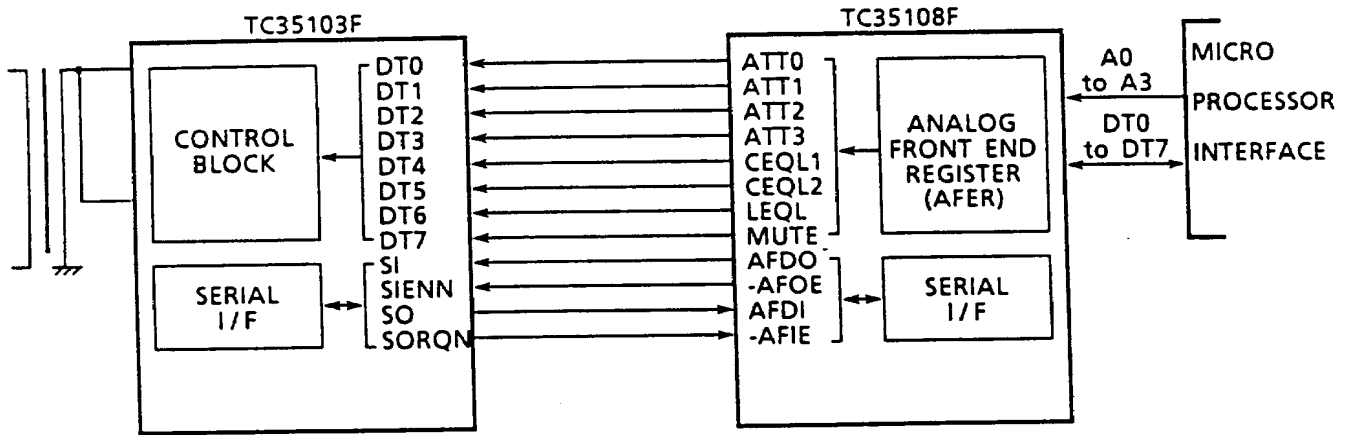 TC35103F
TC35108F
CONTROL
BLOCK
DT0
DT1
DT2
DT3
DT4
DT5
DT6
DT7
SERIAL
I/F
SI
SIENN
SO
SORQN
ATT0
ATT1
ATT2
ATT3
CEQL1
CEQL2
LEQL
MUTE
AFDO
-AFOE
AFDI
-AFIE
ANALOG
FRONT END
REGISTER
(AFER)
SERIAL
I/F
A0
to A3
DT0
to DT7
MICRO
PROCESSOR
INTERFACE